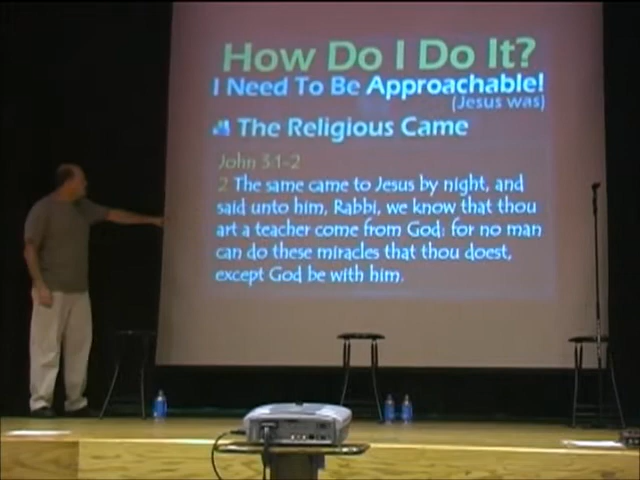 How Do I Do It?
I Need To Be Approachable!
(Jesus was)
The Religious Came
John 3:1-2
2 The same came to Jesus by night, and
said unto him, Rabbi, we know that thou
art a teacher come from God: for no man
can do these miracles that thou doest,
except God be with him.